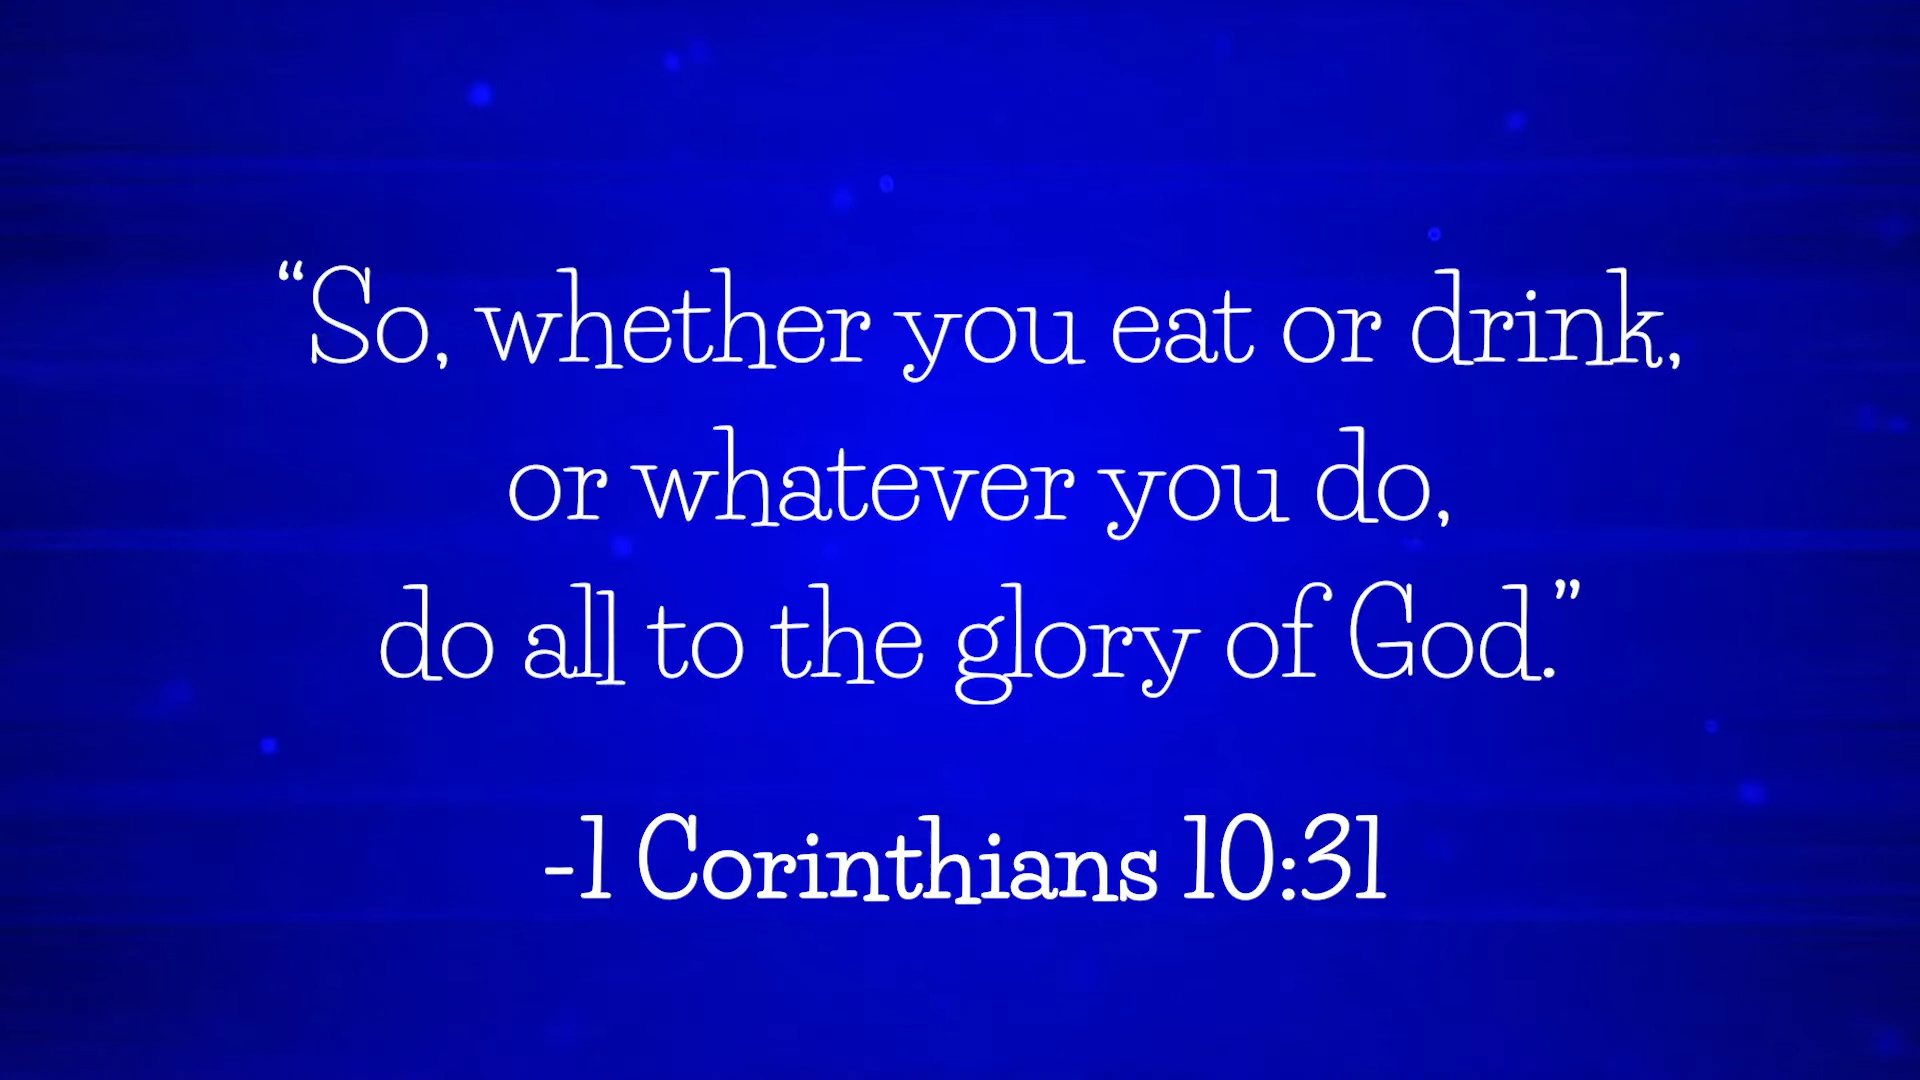 “So, whether you eat or drink,
or whatever you do,
do all to the glory of God.”
-1 Corinthians 10:31